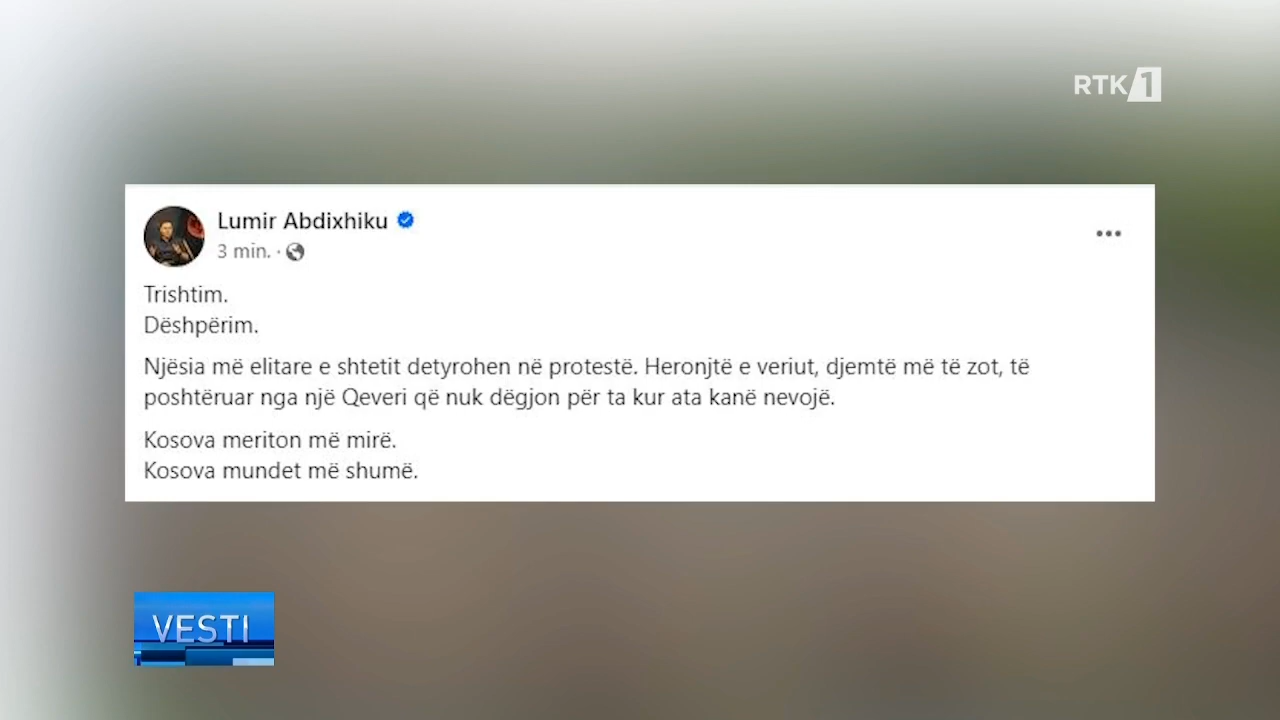 RTK 1
Lumir Abdixhiku
3 min. ·
Trishtim.
Dëshpërim.
Njësia më elitare e shtetit detyrohen në protestë. Heronjtë e veriut, djemtë më të zot, të
poshtëruar nga një Qeveri që nuk dëgjon për ta kur ata kanë nevojë.
Kosova meriton më mirë.
Kosova mundet më shumë.
VESTI